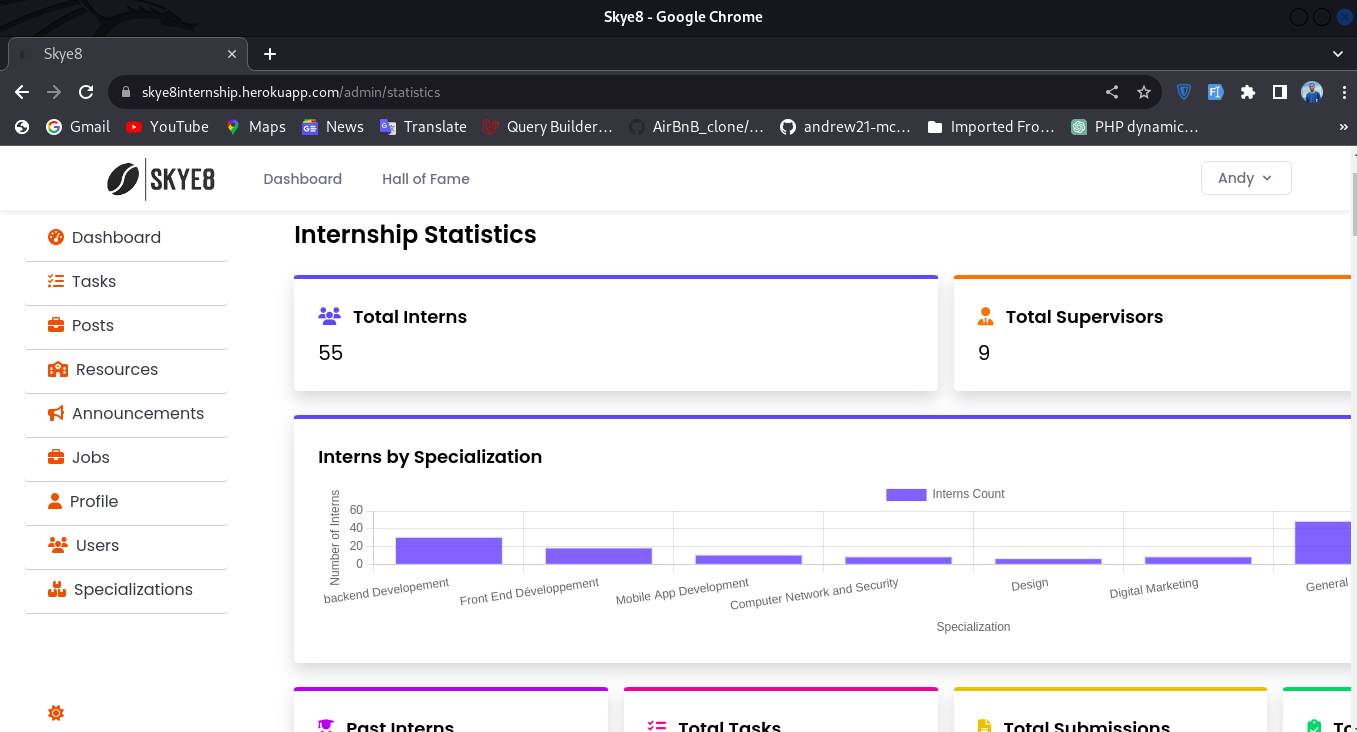 Skye8 - Google Chrome
Skye8
skye8internship.herokuapp.com/admin/statistics
Gmail YouTube Maps News Translate Query Builder... AirBnB_clone/... andrew21-mc... Imported Fro... PHP dynamic... »
SKYE8 Dashboard Hall of Fame Andy
Dashboard
Tasks
Posts
Resources
Announcements
Jobs
Profile
Users
Specializations
Internship Statistics
Total Interns
55
Total Supervisors
9
Interns by Specialization
Interns Count
Number of Interns
60
40
20
0
backend Developement
Front End Développement
Mobile App Development
Computer Network and Security
Design
Digital Marketing
General
Specialization
Past Interns
Total Tasks
Total Submissions